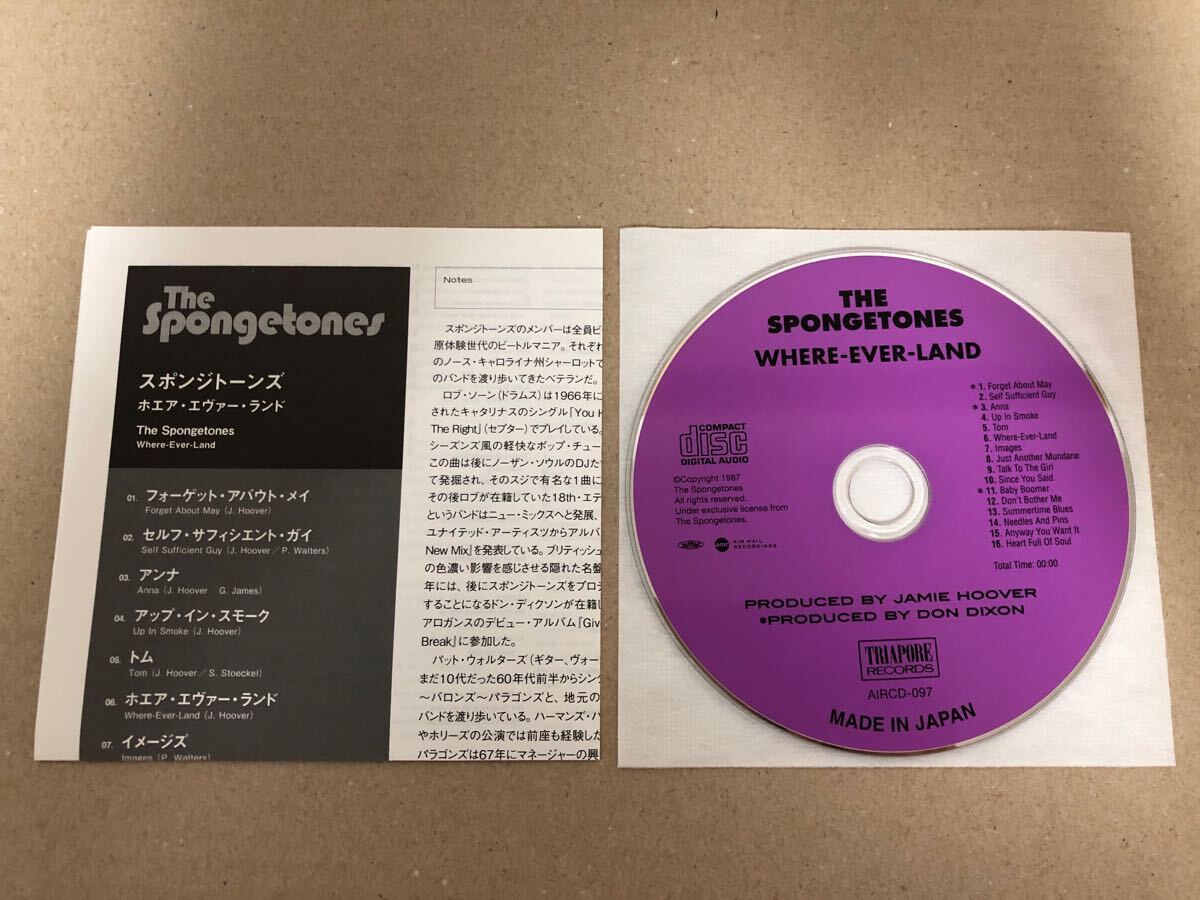 The
Spongetones
スポンジトーンズ
ホエア・エヴァー・ランド
The Spongetones
Where-Ever-Land
01. フォーゲット・アバウト・メイ
Forget About May (J. Hoover)
02. セルフ・サフィシエント・ガイ
Self Sufficient Guy (J. Hoover／P. Walters)
03. アンナ
Anna (J. Hoover G. James)
04. アップ・イン・スモーク
Up In Smoke (J. Hoover)
05. トム
Tom (J. Hoover／S. Stoeckel)
06. ホエア・エヴァー・ランド
Where-Ever-Land (J. Hoover)
07. イメージズ
Images (P. Walters)
Notes
スポンジトーンズのメンバーは全員ビ
原体験世代のビートルマニア。それぞれ
のノース・キャロライナ州シャーロットで
のバンドを渡り歩いてきたベテランだ。
ロブ・ソーン（ドラムス）は1966年に
されたキャタリナスのシングル『You H
The Right』（セプター）でプレイしている。
シーズンズ風の軽快なポップ・チュー
この曲は後にノーザン・ソウルのDJた
て発掘され、そのスジで有名な1曲に
その後ロブが在籍していた18th・エデ
というバンドはニュー・ミックスへと発展、
ユナイテッド・アーティスツからアルバ
New Mix』を発表している。ブリティッシュ
の色濃い影響を感じさせる隠れた名盤
年には、後にスポンジトーンズをプロデ
することになるドン・ディクソンが在籍し
アロガンスのデビュー・アルバム『Giv
Break』に参加した。
パット・ウォルターズ（ギター、ヴォー
まだ10代だった60年代前半からシン
〜バロンズ〜パラゴンズと、地元の
バンドを渡り歩いている。ハーマンズ・ハ
やホリーズの公演では前座も経験した
パラゴンズは67年にマネージャーの興
THE
SPONGETONES
WHERE-EVER-LAND
* 1. Forget About May
2. Self Sufficient Guy
* 3. Anna
4. Up In Smoke
5. Tom
6. Where-Ever-Land
7. Images
8. Just Another Mundane
9. Talk To The Girl
10. Since You Said
* 11. Baby Boomer
12. Don't Bother Me
13. Summertime Blues
14. Needles And Pins
15. Anyway You Want It
16. Heart Full Of Soul
Total Time: 00:00
COMPACT
disc
DIGITAL AUDIO
©Copyright 1987
The Spongetones
All rights reserved.
Under exclusive license from
The Spongetones.
AIR MAIL
RECORDINGS
PRODUCED BY JAMIE HOOVER
*PRODUCED BY DON DIXON
TRIAPORE
RECORDS
AIRCD-097
MADE IN JAPAN